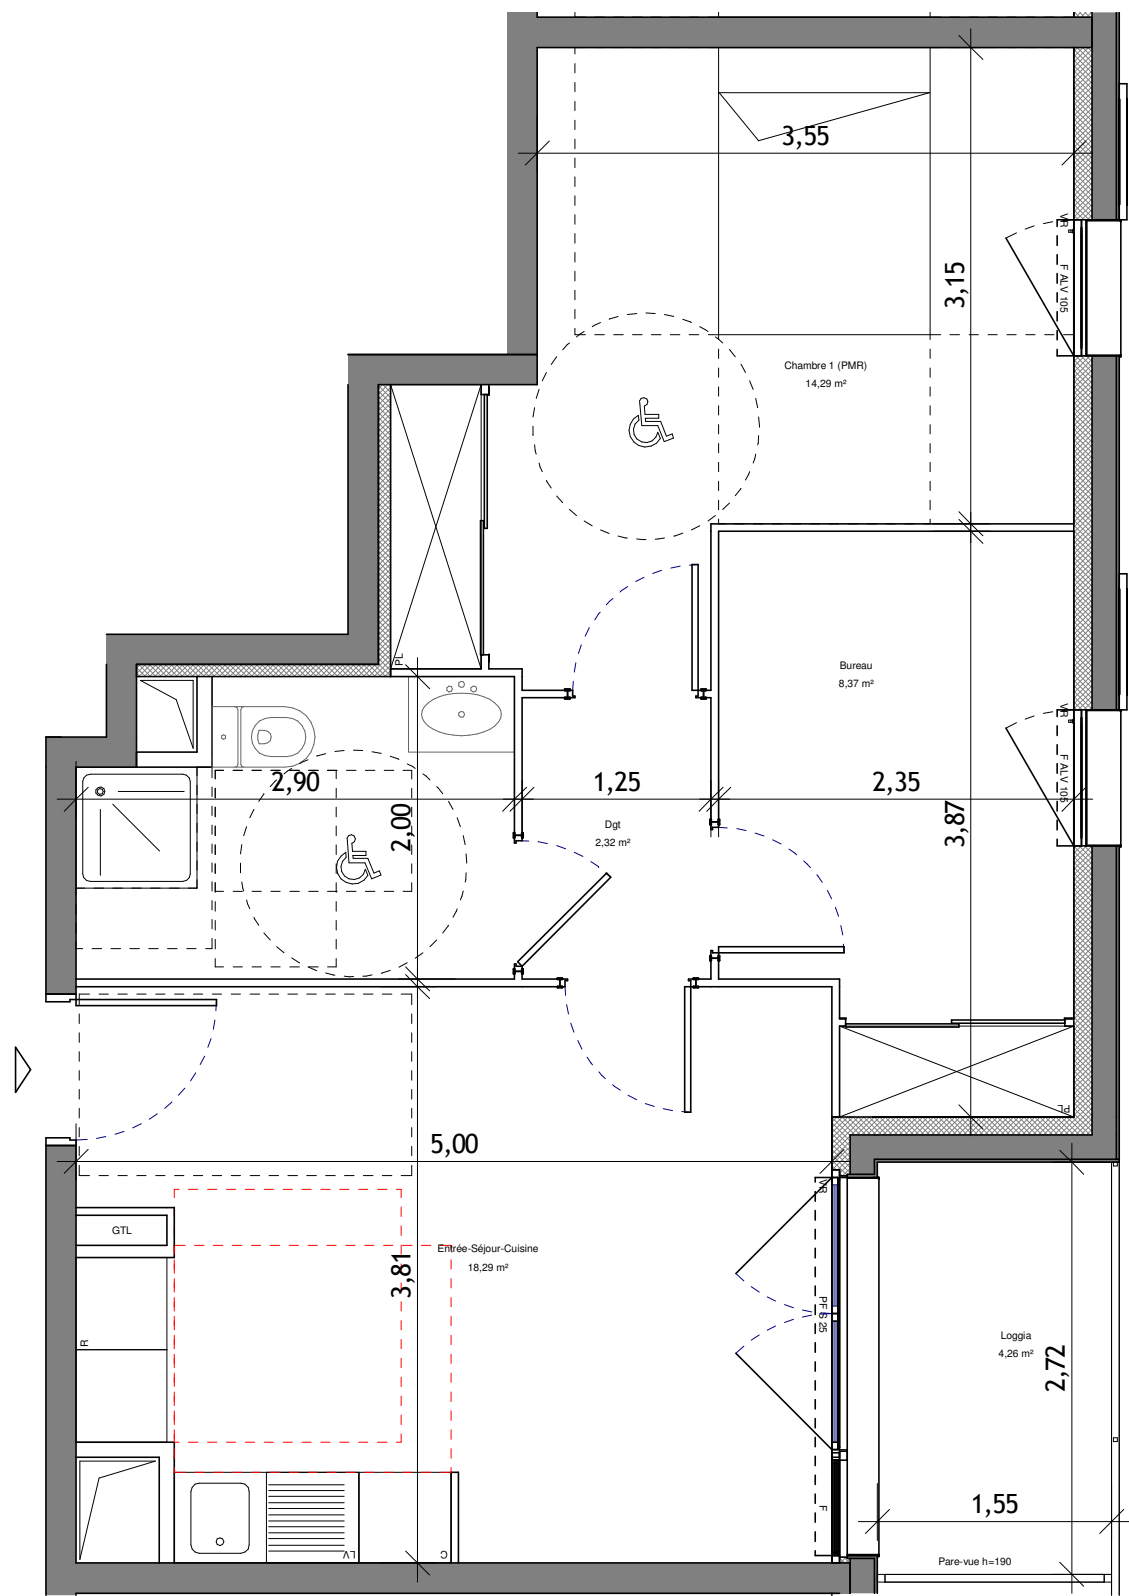 3,55
VR
F ALV 105
3,15
Chambre 1 (PMR)
14,29 m²
PL
Bureau
8,37 m²
VR
F ALV 105
2,90
1,25
2,35
2,00
3,87
Dgt
2,32 m²
PL
5,00
VR
GTL
3,81
Entrée-Séjour-Cuisine
18,29 m²
R
Loggia
4,26 m²
2,72
F
1,55
LV
C
Pare-vue h=190